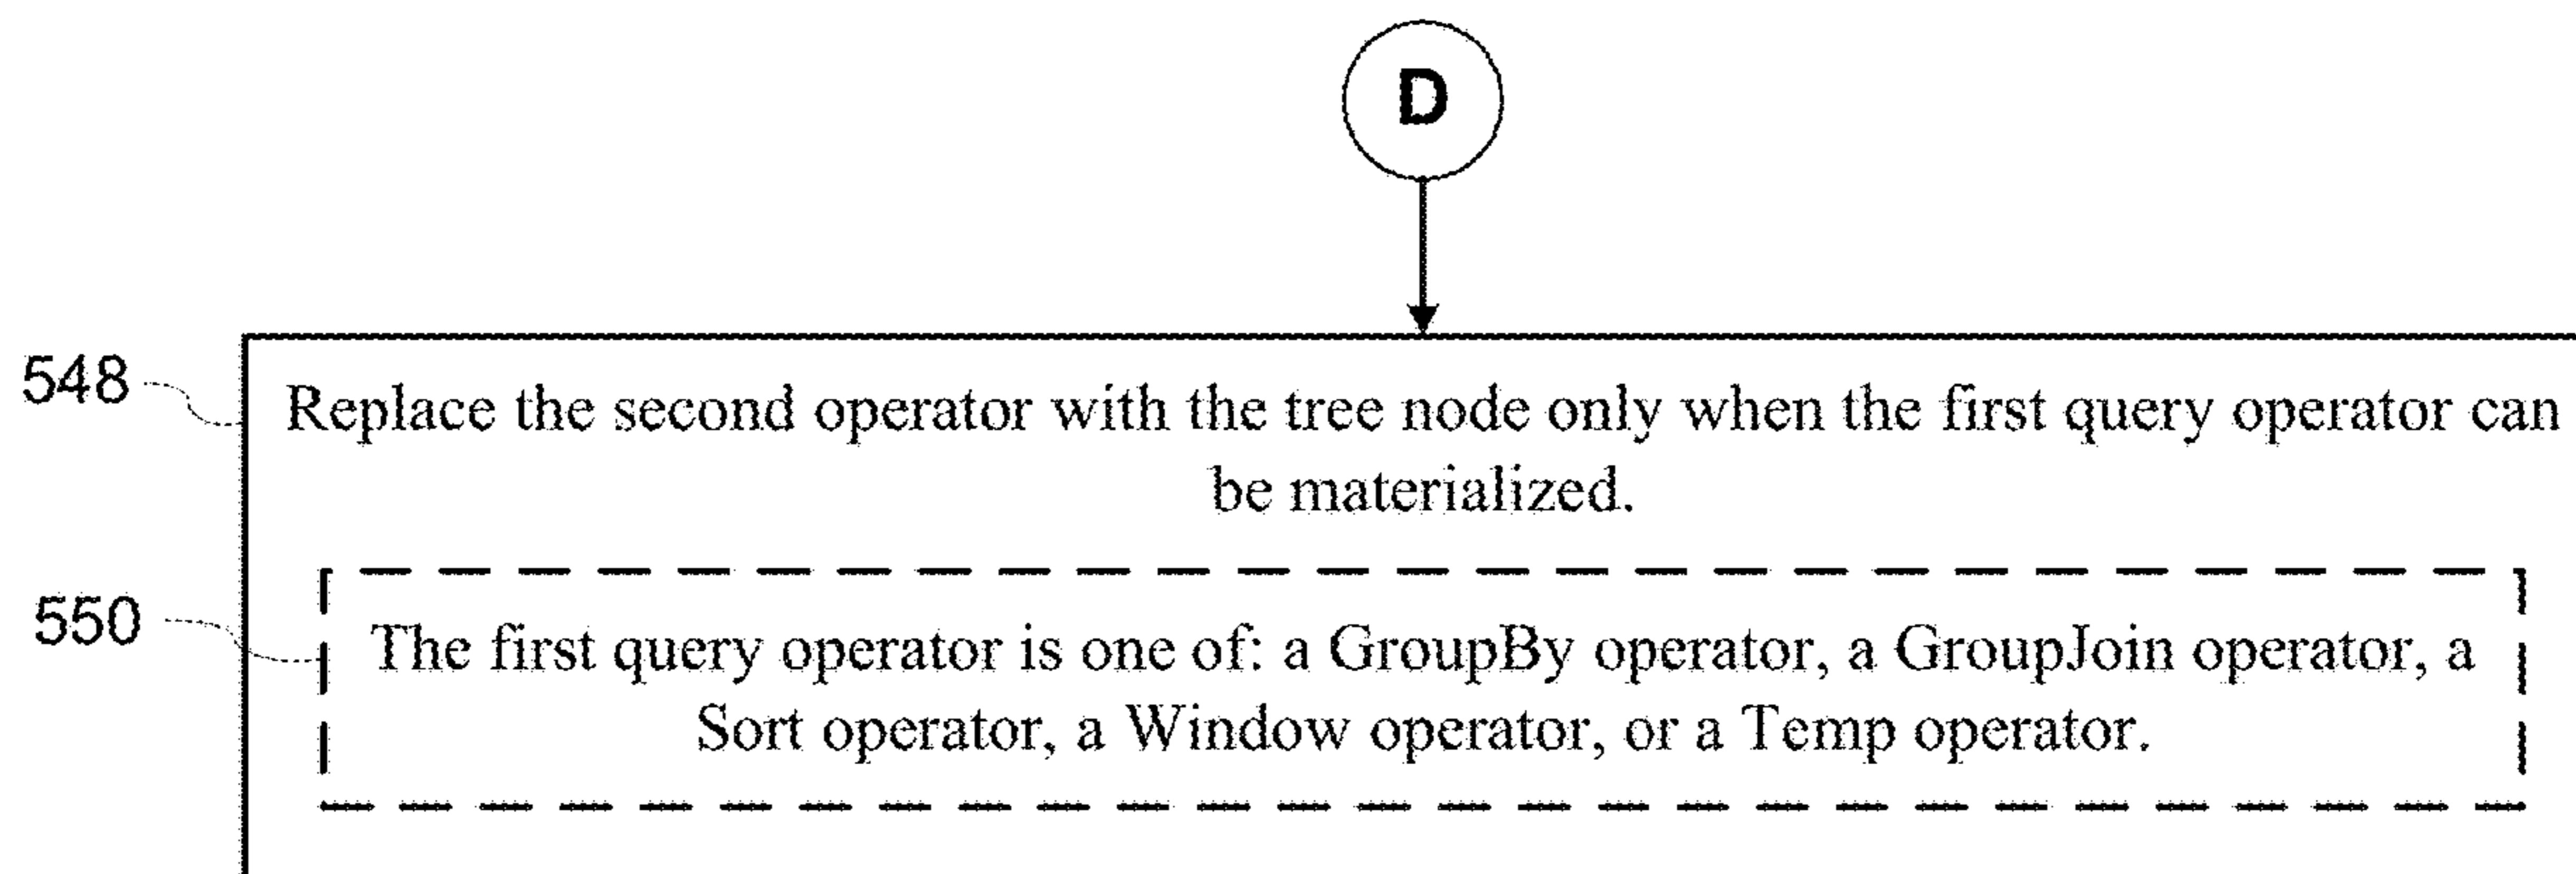 D
548
Replace the second operator with the tree node only when the first query operator can
be materialized.
550
The first query operator is one of: a GroupBy operator, a GroupJoin operator, a
Sort operator, a Window operator, or a Temp operator.